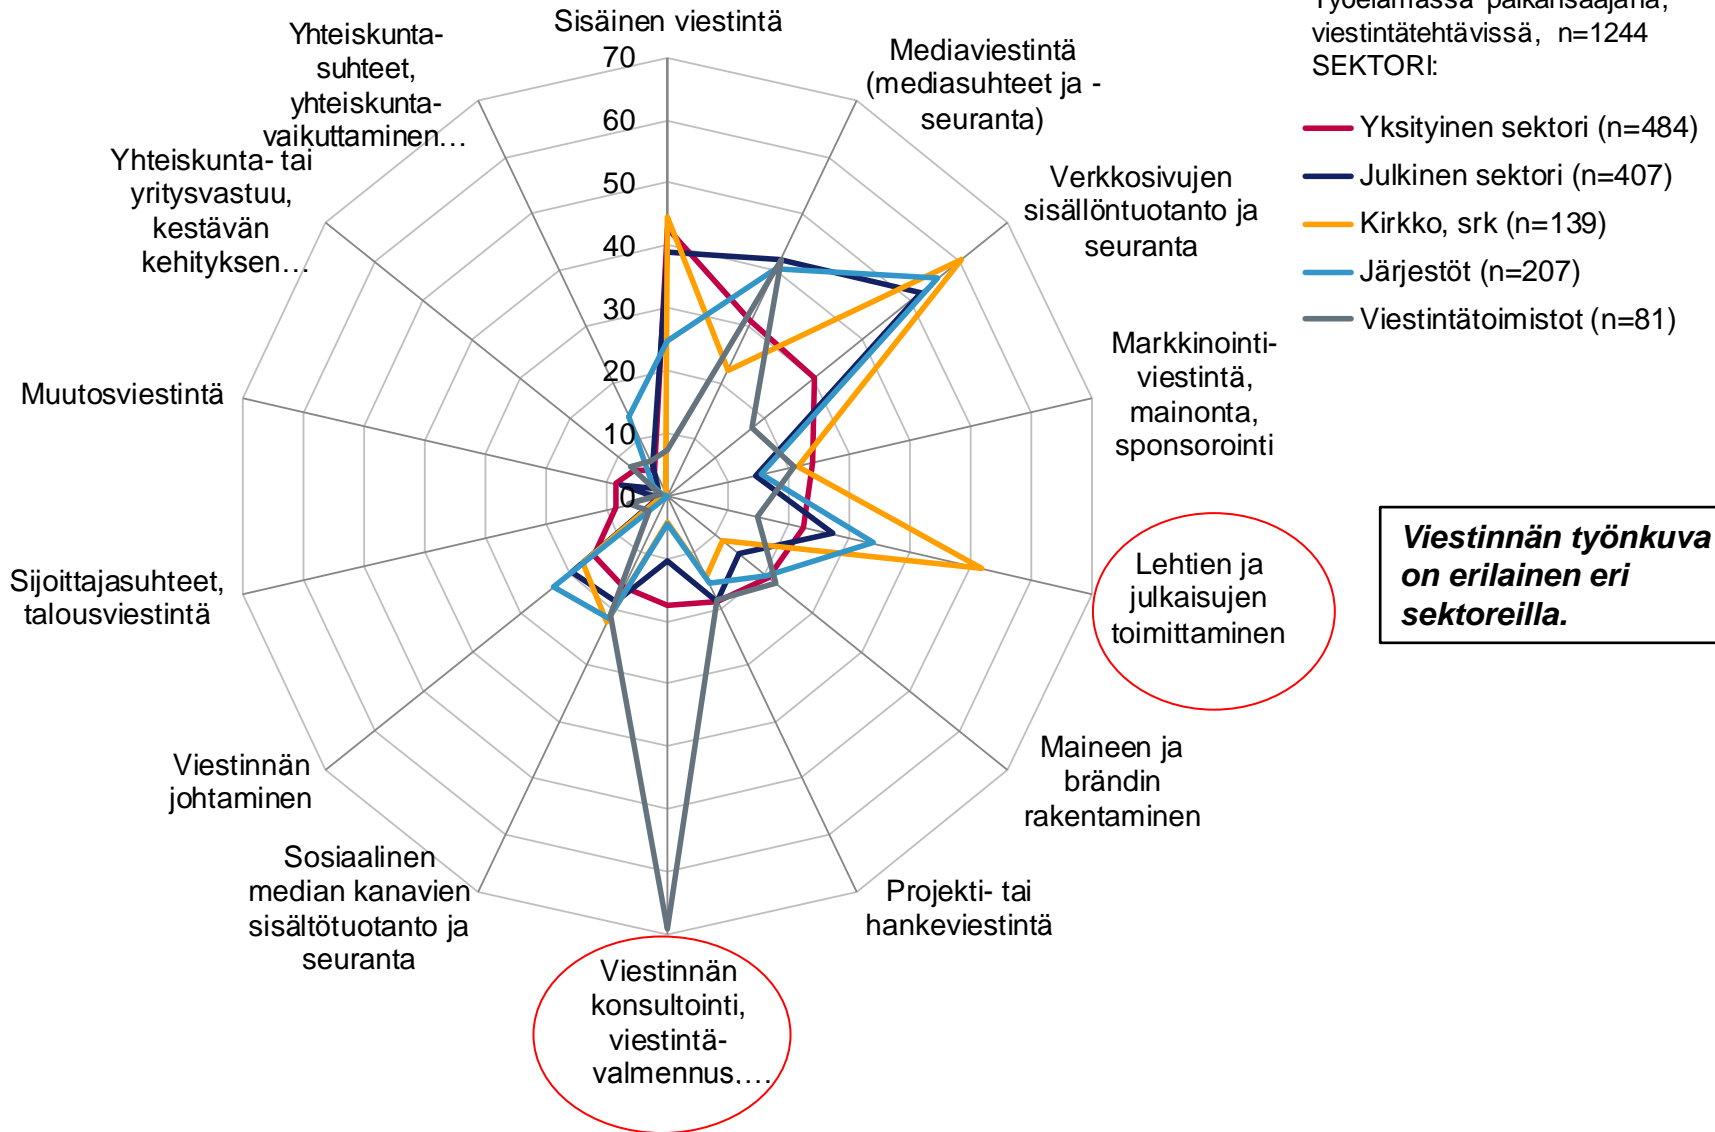 Työelämässä palkansaajana,
viestintätehtävissä, n=1244
SEKTORI:
Yksityinen sektori (n=484)
Julkinen sektori (n=407)
Kirkko, srk (n=139)
Järjestöt (n=207)
Viestintätoimistot (n=81)
Sisäinen viestintä
Mediaviestintä
(mediasuhteet ja -
seuranta)
Verkkosivujen
sisällöntuotanto ja
seuranta
Markkinointi-
viestintä,
mainonta,
sponsorointi
Lehtien ja
julkaisujen
toimittaminen
Maineen ja
brändin
rakentaminen
Projekti- tai
hankeviestintä
Viestinnän
konsultointi,
viestintä-
valmennus,…
Sosiaalinen
median kanavien
sisältötuotanto ja
seuranta
Viestinnän
johtaminen
Sijoittajasuhteet,
talousviestintä
Muutosviestintä
Yhteiskunta- tai
yritysvastuu,
kestävän
kehityksen…
Yhteiskunta-
suhteet,
yhteiskunta-
vaikuttaminen…
70
60
50
40
30
20
10
0
Viestinnän työnkuva
on erilainen eri
sektoreilla.